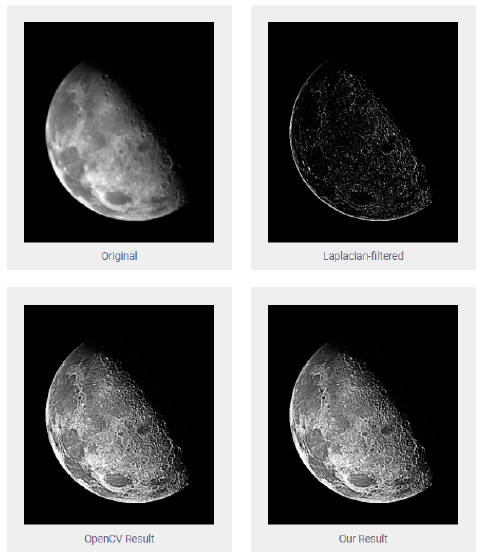 Original
Laplacian-filtered
OpenCV Result
Our Result